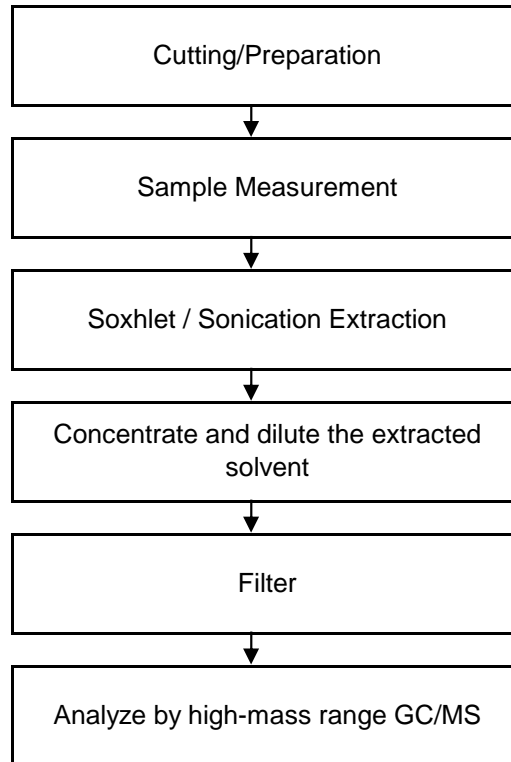 Cutting/Preparation
Sample Measurement
Soxhlet / Sonication Extraction
Concentrate and dilute the extracted
solvent
Filter
Analyze by high-mass range GC/MS